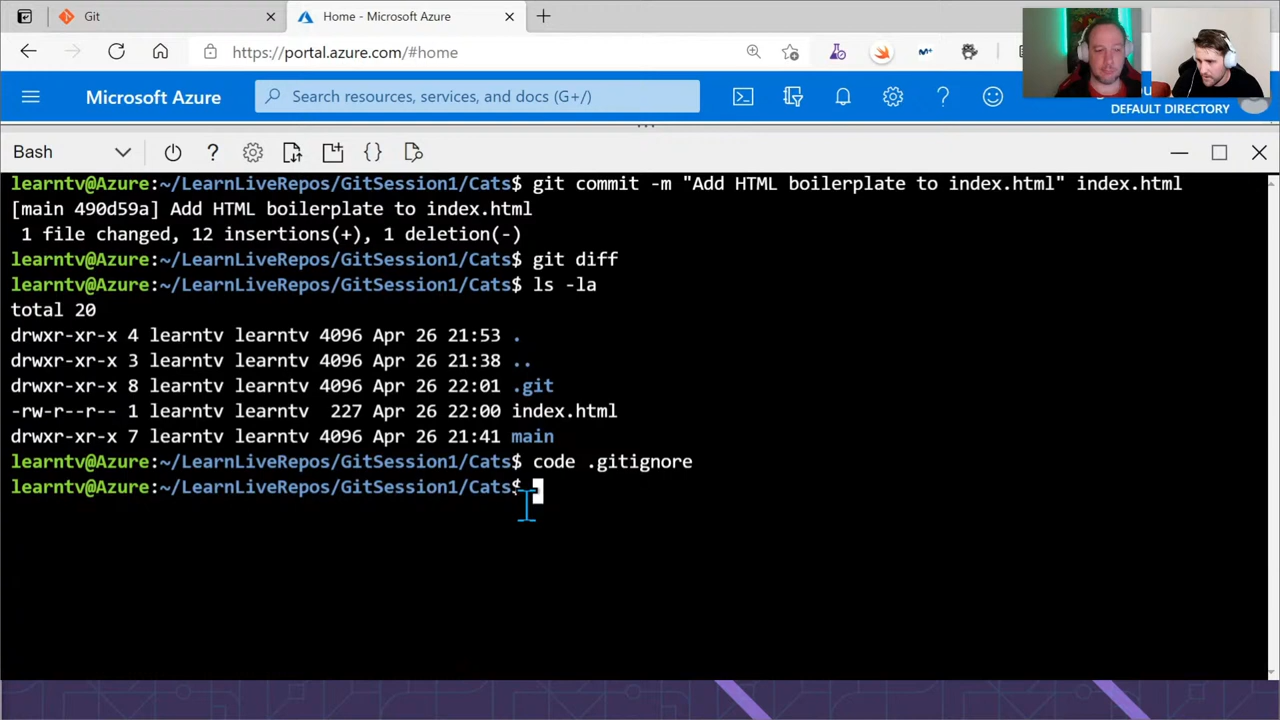 Git
Home - Microsoft Azure
https://portal.azure.com/#home
Microsoft Azure
Search resources, services, and docs (G+/)
DEFAULT DIRECTORY
Bash
learntv@Azure:~/LearnLiveRepos/GitSession1/Cats$ git commit -m "Add HTML boilerplate to index.html" index.html
[main 490d59a] Add HTML boilerplate to index.html
 1 file changed, 12 insertions(+), 1 deletion(-)
learntv@Azure:~/LearnLiveRepos/GitSession1/Cats$ git diff
learntv@Azure:~/LearnLiveRepos/GitSession1/Cats$ ls -la
total 20
drwxr-xr-x 4 learntv learntv 4096 Apr 26 21:53 .
drwxr-xr-x 3 learntv learntv 4096 Apr 26 21:38 ..
drwxr-xr-x 8 learntv learntv 4096 Apr 26 22:01 .git
-rw-r--r-- 1 learntv learntv  227 Apr 26 22:00 index.html
drwxr-xr-x 7 learntv learntv 4096 Apr 26 21:41 main
learntv@Azure:~/LearnLiveRepos/GitSession1/Cats$ code .gitignore
learntv@Azure:~/LearnLiveRepos/GitSession1/Cats$